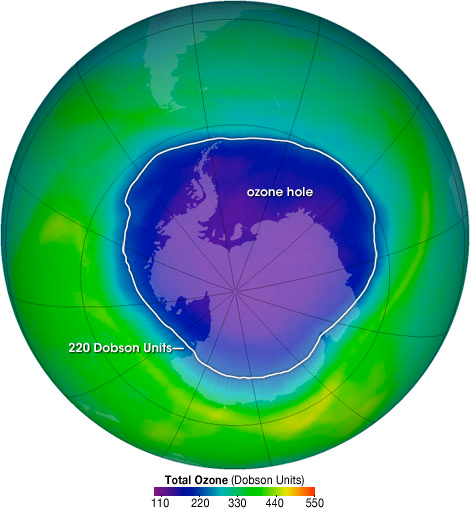 ozone hole
220 Dobson Units
Total Ozone (Dobson Units)
110 220 330 440 550